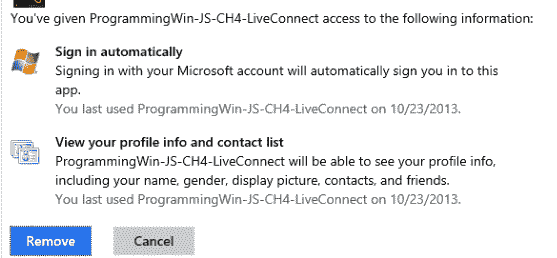 You've given ProgrammingWin-JS-CH4-LiveConnect access to the following information:
Sign in automatically
Signing in with your Microsoft account will automatically sign you in to this
app.
You last used ProgrammingWin-JS-CH4-LiveConnect on 10/23/2013.
View your profile info and contact list
ProgrammingWin-JS-CH4-LiveConnect will be able to see your profile info,
including your name, gender, display picture, contacts, and friends.
You last used ProgrammingWin-JS-CH4-LiveConnect on 10/23/2013.
Remove
Cancel